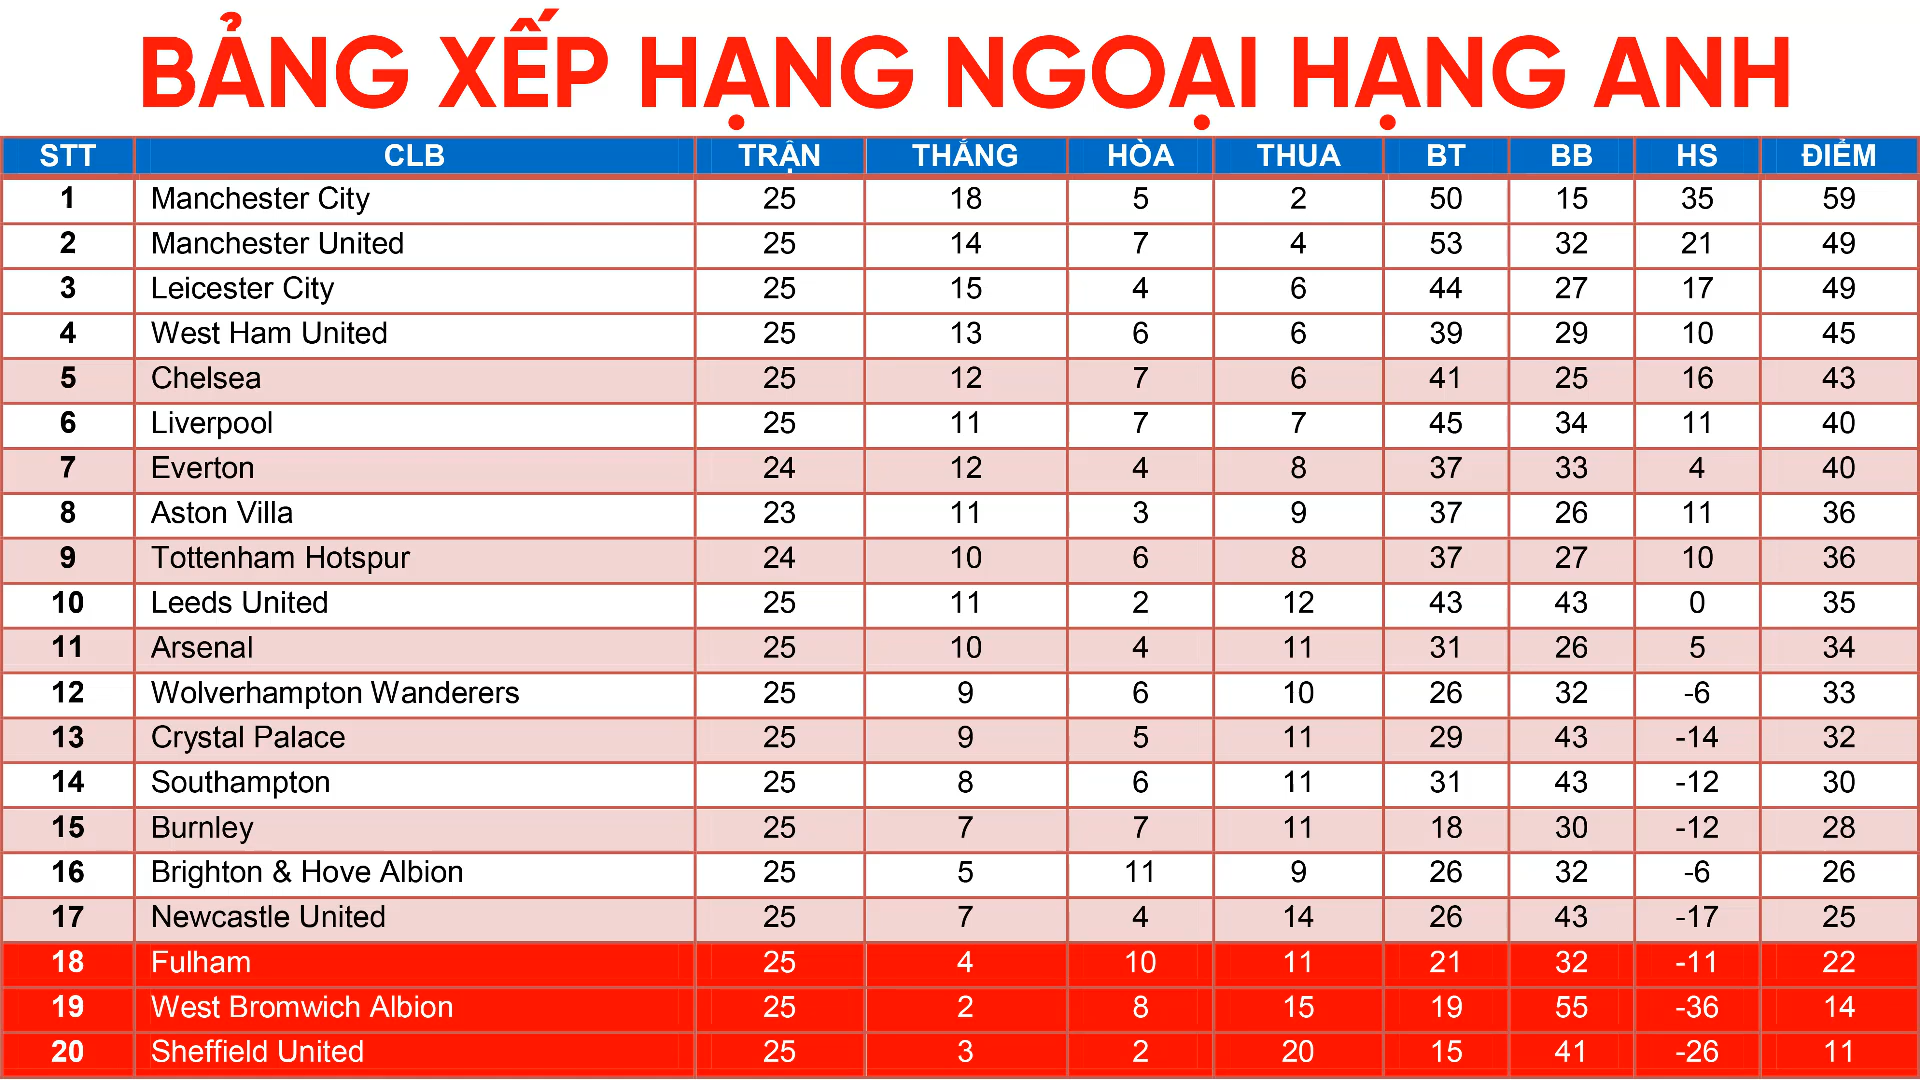 BẢNG XẾP HẠNG NGOẠI HẠNG ANH
STT CLB TRẬN THẮNG HÒA THUA BT BB HS ĐIỂM
1 Manchester City 25 18 5 2 50 15 35 59
2 Manchester United 25 14 7 4 53 32 21 49
3 Leicester City 25 15 4 6 44 27 17 49
4 West Ham United 25 13 6 6 39 29 10 45
5 Chelsea 25 12 7 6 41 25 16 43
6 Liverpool 25 11 7 7 45 34 11 40
7 Everton 24 12 4 8 37 33 4 40
8 Aston Villa 23 11 3 9 37 26 11 36
9 Tottenham Hotspur 24 10 6 8 37 27 10 36
10 Leeds United 25 11 2 12 43 43 0 35
11 Arsenal 25 10 4 11 31 26 5 34
12 Wolverhampton Wanderers 25 9 6 10 26 32 -6 33
13 Crystal Palace 25 9 5 11 29 43 -14 32
14 Southampton 25 8 6 11 31 43 -12 30
15 Burnley 25 7 7 11 18 30 -12 28
16 Brighton & Hove Albion 25 5 11 9 26 32 -6 26
17 Newcastle United 25 7 4 14 26 43 -17 25
18 Fulham 25 4 10 11 21 32 -11 22
19 West Bromwich Albion 25 2 8 15 19 55 -36 14
20 Sheffield United 25 3 2 20 15 41 -26 11